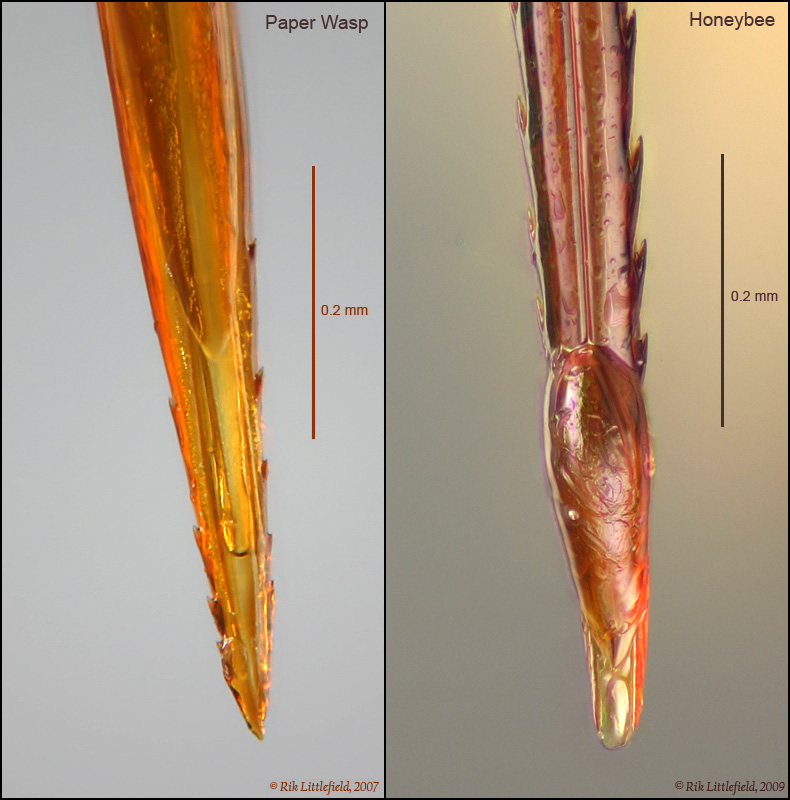 Paper Wasp
Honeybee
0.2 mm
0.2 mm
© Rik Littlefield, 2007
© Rik Littlefield, 2009